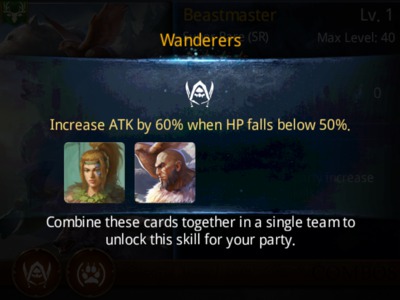 Beastmaster
Lv. 1
Wanderers
(SR)
Max Level: 40
0
Increase ATK by 60% when HP falls below 50%.
increase
Combine these cards together in a single team to
unlock this skill for your party.